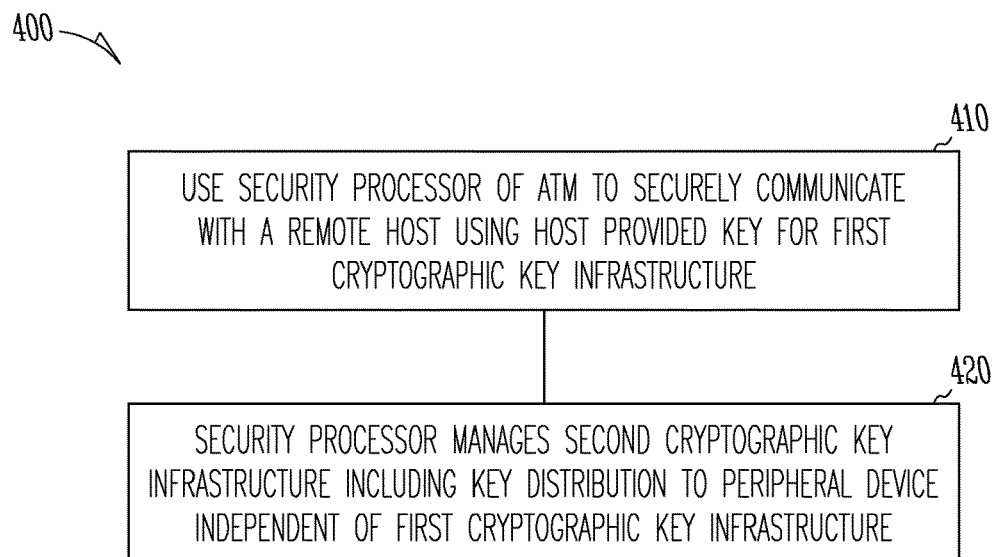 400
410
USE SECURITY PROCESSOR OF ATM TO SECURELY COMMUNICATE
WITH A REMOTE HOST USING HOST PROVIDED KEY FOR FIRST
CRYPTOGRAPHIC KEY INFRASTRUCTURE
420
SECURITY PROCESSOR MANAGES SECOND CRYPTOGRAPHIC KEY
INFRASTRUCTURE INCLUDING KEY DISTRIBUTION TO PERIPHERAL DEVICE
INDEPENDENT OF FIRST CRYPTOGRAPHIC KEY INFRASTRUCTURE